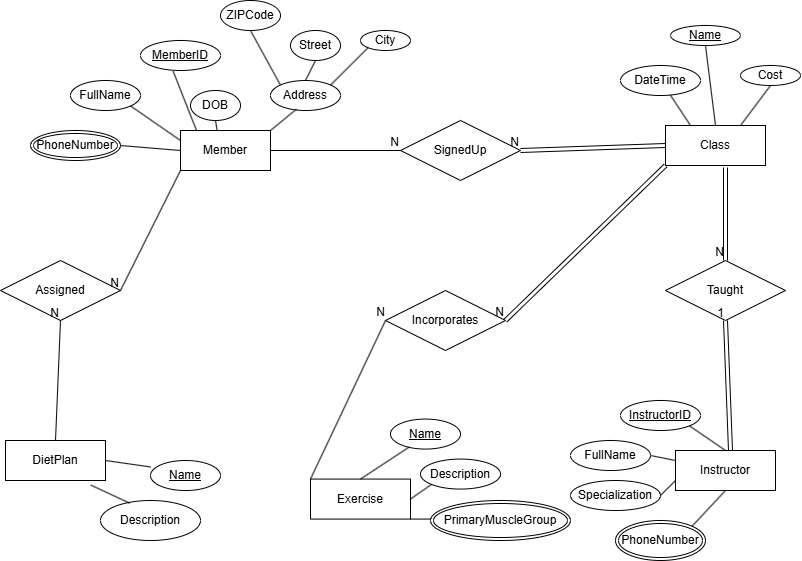 ZIPCode
Name
Street
City
MemberID
DateTime
Cost
FullName
Address
DOB
PhoneNumber
Member
N
SignedUp
N
Class
N
Assigned
N
N
Incorporates
N
N
Taught
1
InstructorID
Name
FullName
DietPlan
Name
Description
Instructor
Specialization
Exercise
Description
PrimaryMuscleGroup
PhoneNumber